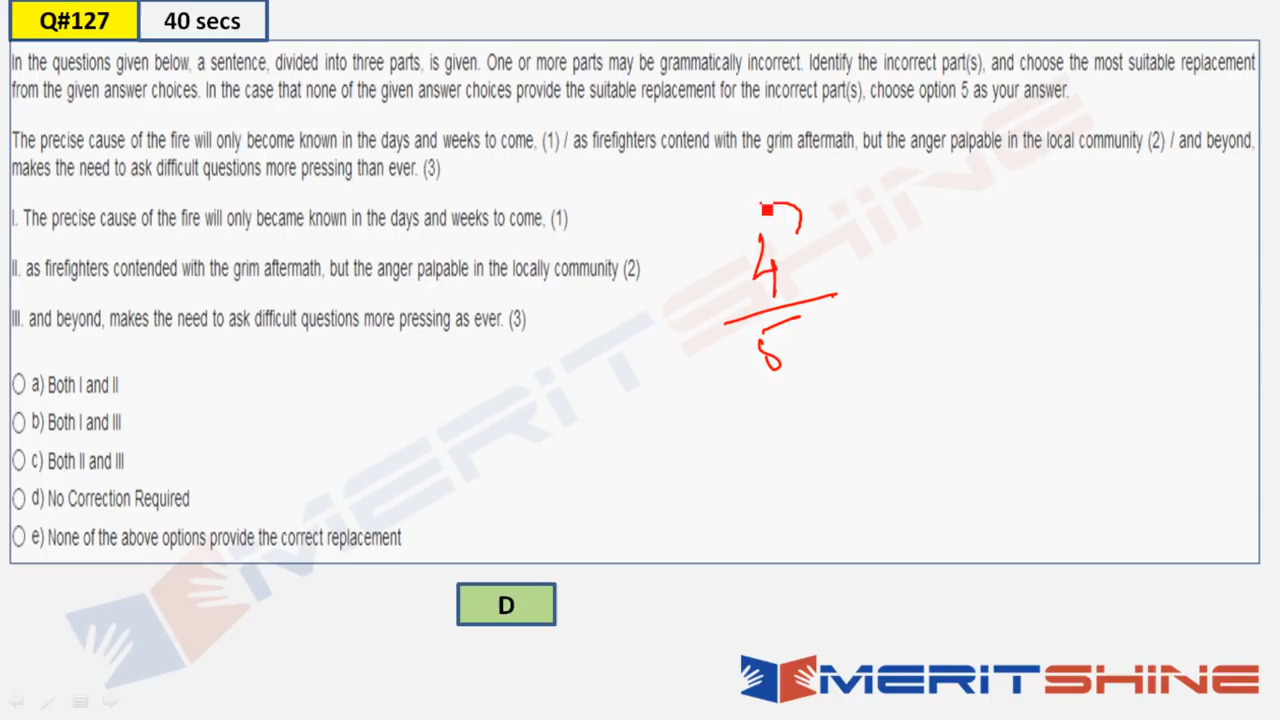 Q#127
40 secs
In the questions given below, a sentence, divided into three parts, is given. One or more parts may be grammatically incorrect. Identify the incorrect part(s), and choose the most suitable replacement
from the given answer choices. In the case that none of the given answer choices provide the suitable replacement for the incorrect part(s), choose option 5 as your answer.
The precise cause of the fire will only become known in the days and weeks to come, (1) / as firefighters contend with the grim aftermath, but the anger palpable in the local community (2) / and beyond,
makes the need to ask difficult questions more pressing than ever. (3)
I. The precise cause of the fire will only became known in the days and weeks to come, (1)
II. as firefighters contended with the grim aftermath, but the anger palpable in the locally community (2)
III. and beyond, makes the need to ask difficult questions more pressing as ever. (3)
a) Both I and II
b) Both I and III
c) Both II and III
d) No Correction Required
e) None of the above options provide the correct replacement
4
5
D
MERITSHINE
MERITSHINE